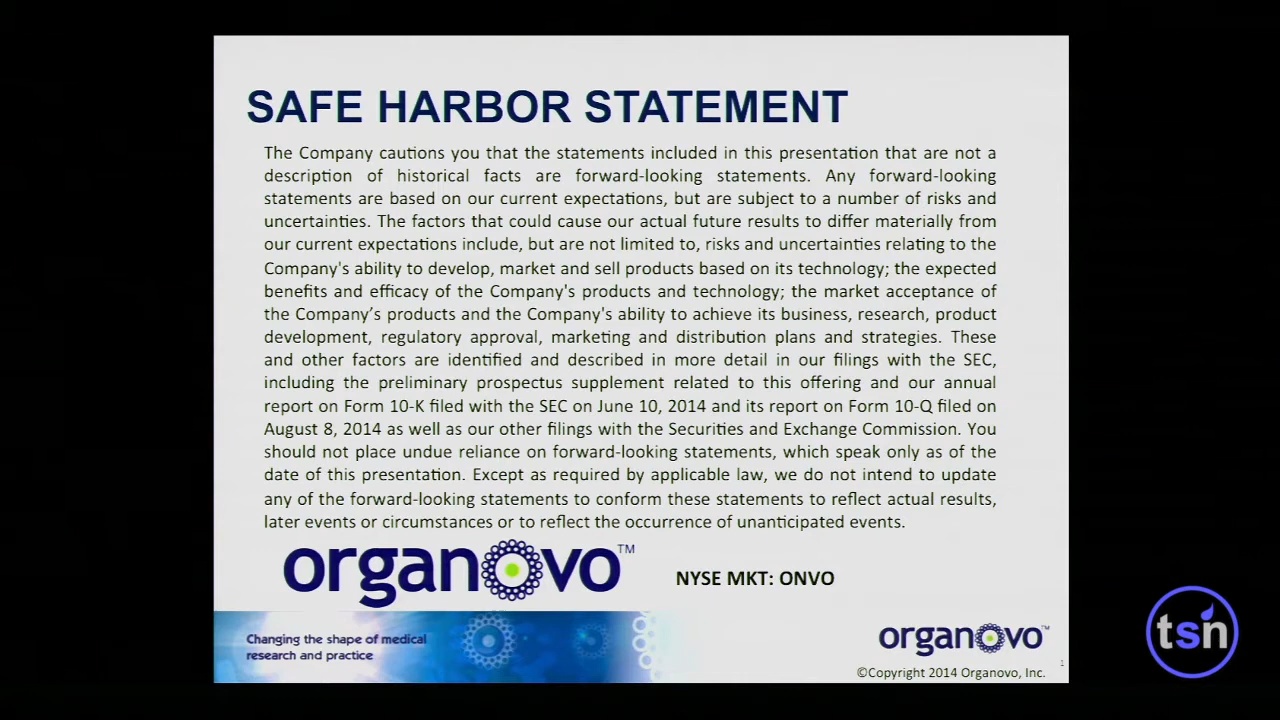 SAFE HARBOR STATEMENT
The Company cautions you that the statements included in this presentation that are not a
description of historical facts are forward-looking statements. Any forward-looking
statements are based on our current expectations, but are subject to a number of risks and
uncertainties. The factors that could cause our actual future results to differ materially from
our current expectations include, but are not limited to, risks and uncertainties relating to the
Company's ability to develop, market and sell products based on its technology; the expected
benefits and efficacy of the Company's products and technology; the market acceptance of
the Company’s products and the Company's ability to achieve its business, research, product
development, regulatory approval, marketing and distribution plans and strategies. These
and other factors are identified and described in more detail in our filings with the SEC,
including the preliminary prospectus supplement related to this offering and our annual
report on Form 10-K filed with the SEC on June 10, 2014 and its report on Form 10-Q filed on
August 8, 2014 as well as our other filings with the Securities and Exchange Commission. You
should not place undue reliance on forward-looking statements, which speak only as of the
date of this presentation. Except as required by applicable law, we do not intend to update
any of the forward-looking statements to conform these statements to reflect actual results,
later events or circumstances or to reflect the occurrence of unanticipated events.
organovo™
NYSE MKT: ONVO
Changing the shape of medical
research and practice
organovo™
©Copyright 2014 Organovo, Inc.
1
tsn